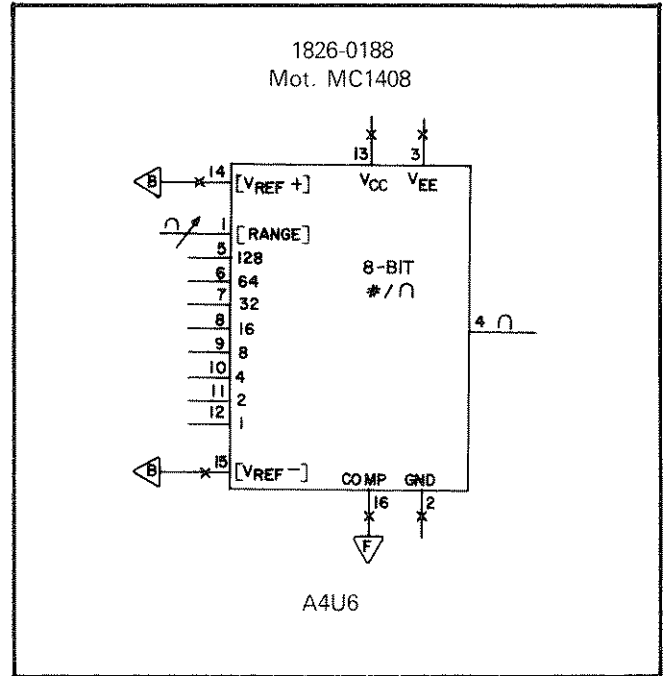 1826-0188
Mot. MC1408
13 3
VCC VEE
B 14 [VREF +]
∩ 1 [RANGE]
5 128
6 64
7 32
8 16
9 8
10 4
11 2
12 1
8-BIT
#/∩
4 ∩
B 15 [VREF −]
COMP GND
16 2
F
A4U6